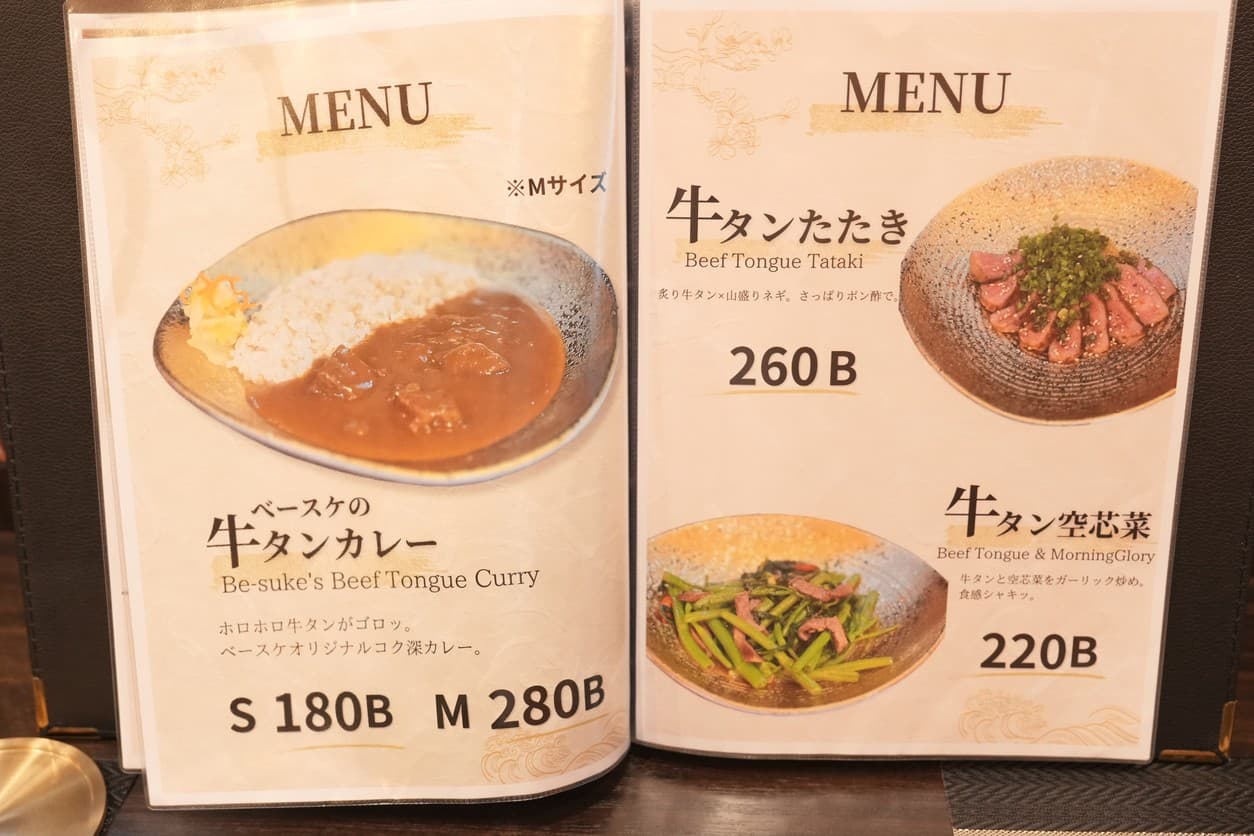 MENU
※Mサイズ
ベースケの
牛タンカレー
Be-suke's Beef Tongue Curry
ホロホロ牛タンがゴロッ。
ベースケオリジナルコク深カレー。
S 180B M 280B
MENU
牛タンたたき
Beef Tongue Tataki
炙り牛タン×山盛りネギ。さっぱりポン酢で。
260B
牛タン空芯菜
Beef Tongue & MorningGlory
牛タンと空芯菜をガーリック炒め。
食感シャキッ。
220B